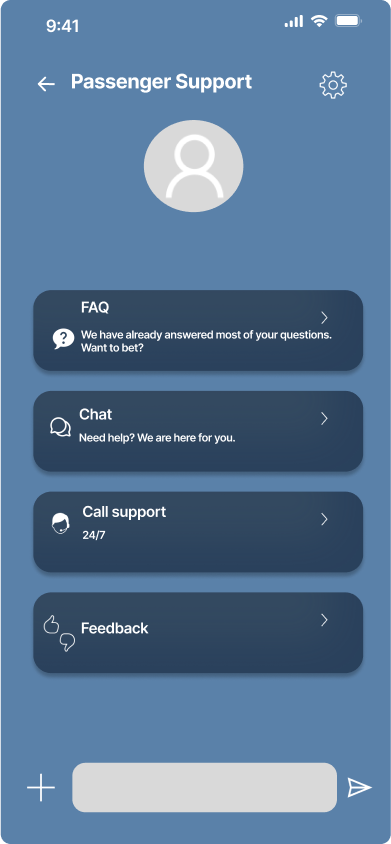 9:41
Passenger Support
FAQ
We have already answered most of your questions.
Want to bet?
Chat
Need help? We are here for you.
Call support
24/7
Feedback